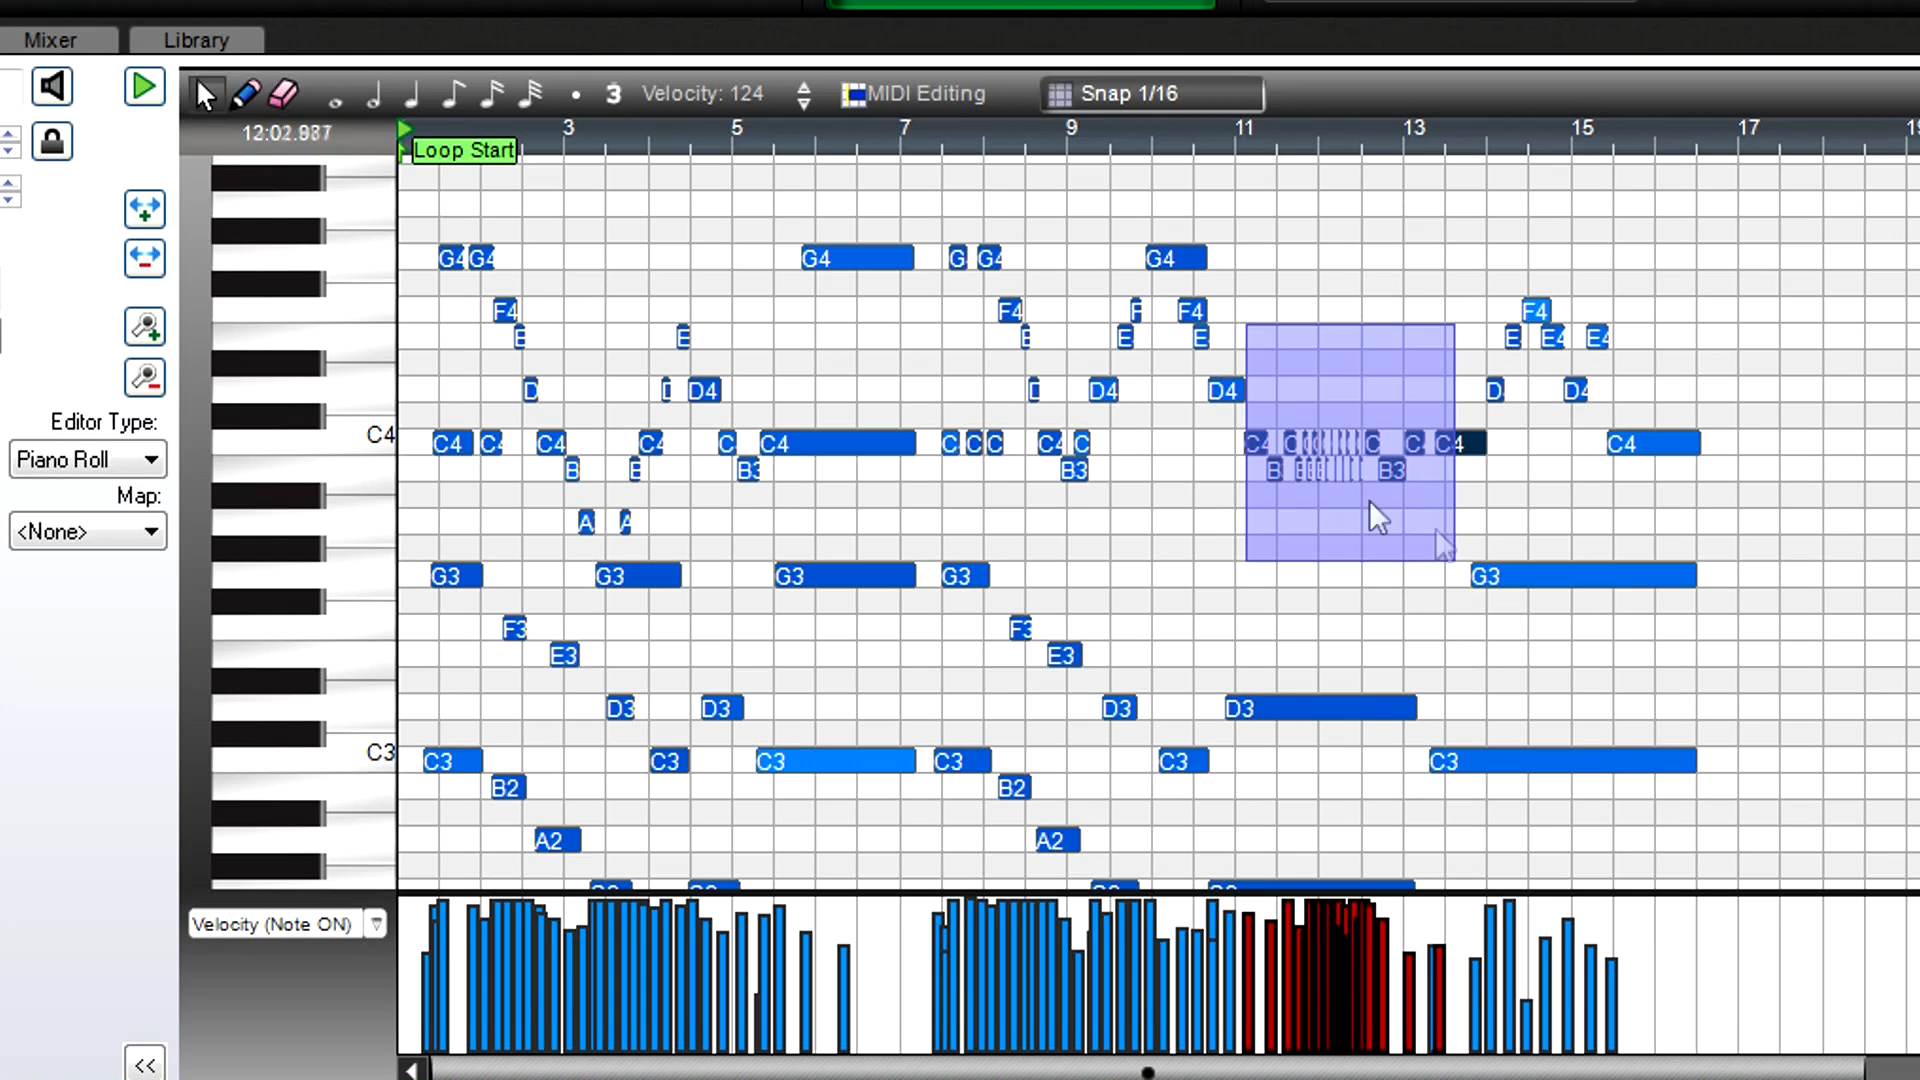 Mixer
Library
3
Velocity: 124
MIDI Editing
Snap 1/16
12:02.987
3 5 7 9 11 13 15 17
Loop Start
G4 G4 G4 G G4 G4
F4 F4 F F4 F4
E E E E E E E4 E4
D D4 D4 D4 D D4
C4
C4 C4 C4 C4 C C4 C C C C4 C C4 C C C C4 C4
B B3 B3 B B3
A A
Editor Type:
Piano Roll
Map:
<None>
G3 G3 G3 G3 G3
F3 F3
E3 E3
D3 D3 D3 D3
C3
C3 C3 C3 C3 C3 C3
B2 B2
A2 A2
Velocity (Note ON)
<<